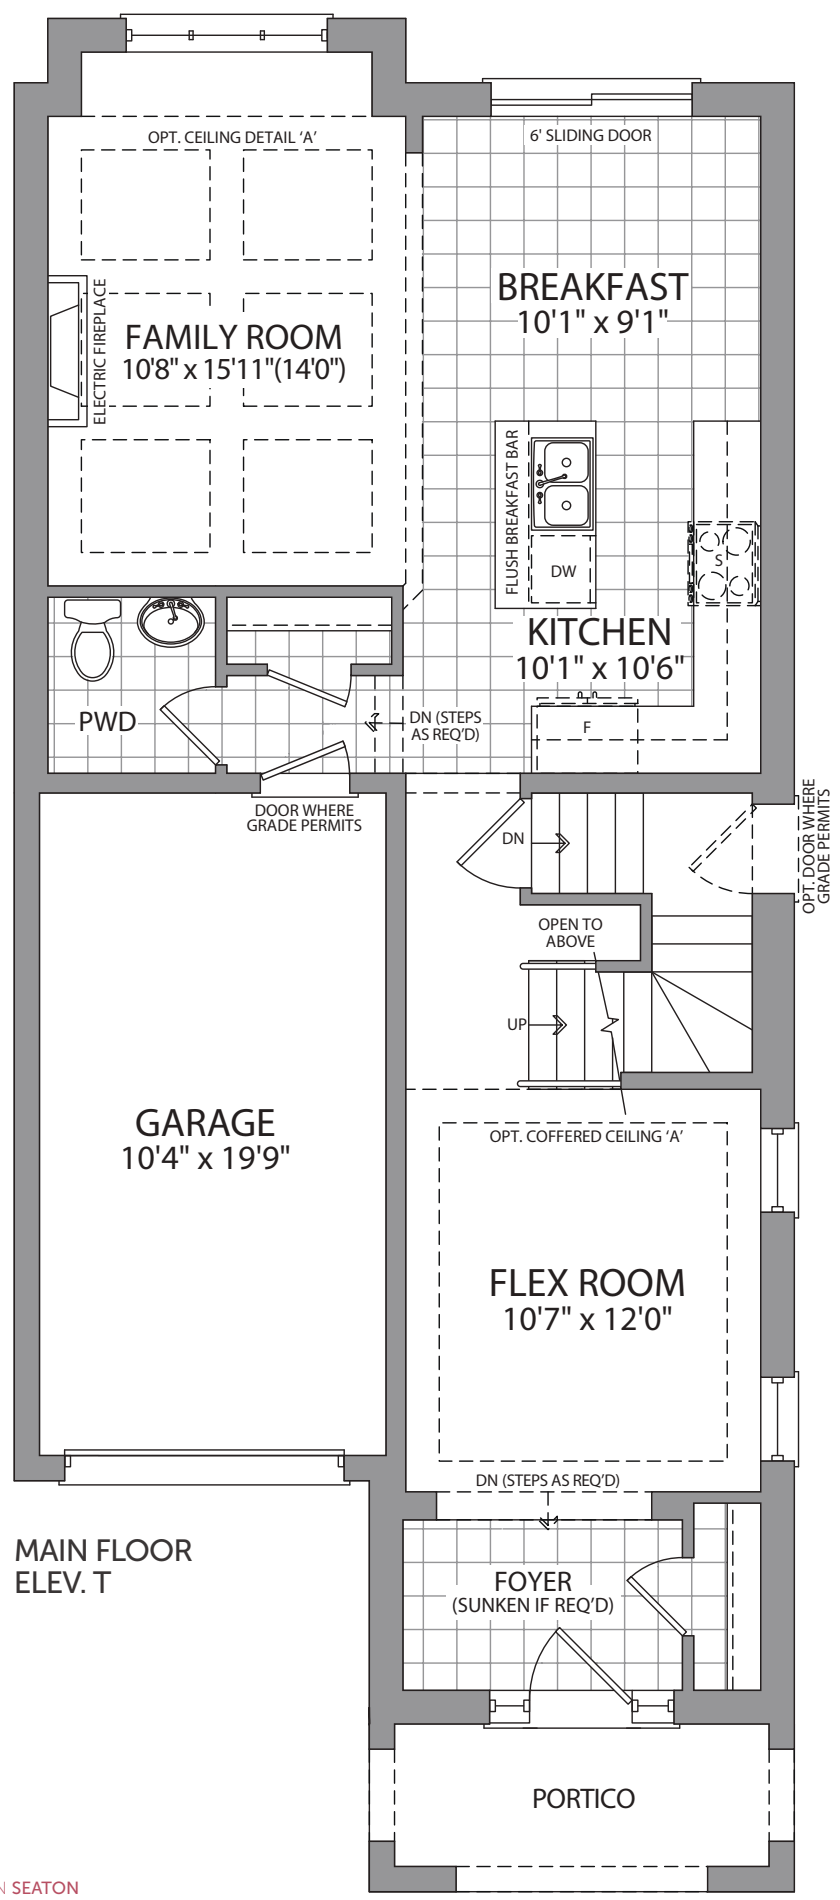 OPT. CEILING DETAIL ‘A’
6' SLIDING DOOR
BREAKFAST
10'1" x 9'1"
ELECTRIC FIREPLACE
FAMILY ROOM
10'8" x 15'11"(14'0")
FLUSH BREAKFAST BAR
DW
S
KITCHEN
10'1" x 10'6"
PWD
DN (STEPS
AS REQ’D)
F
DOOR WHERE
GRADE PERMITS
DN
OPT. DOOR WHERE
GRADE PERMITS
OPEN TO
ABOVE
UP
GARAGE
10'4" x 19'9"
OPT. COFFERED CEILING ‘A’
FLEX ROOM
10'7" x 12'0"
DN (STEPS AS REQ’D)
MAIN FLOOR
ELEV. T
FOYER
(SUNKEN IF REQ’D)
PORTICO
N SEATON